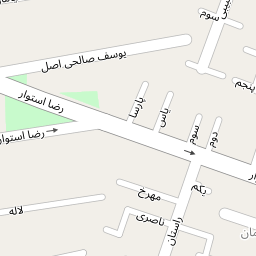 سوم
یوسف صالحی اصل
پنجم
رضا استوار
پارسا
یاس
سوم
دوم
رضا استوار
یکم
مهرخ
لاله
ناصری
راستان